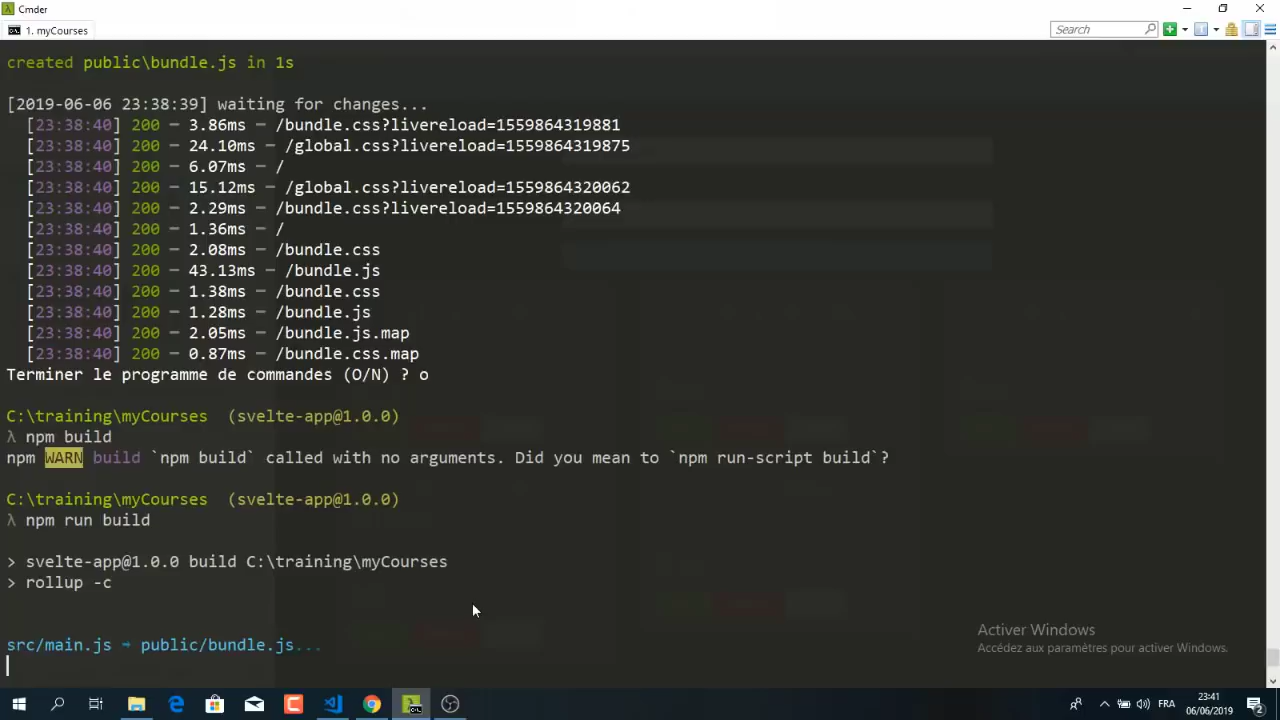 Cmder
1. myCourses
Search
created public\bundle.js in 1s
[2019-06-06 23:38:39] waiting for changes...
[23:38:40] 200 — 3.86ms — /bundle.css?livereload=1559864319881
[23:38:40] 200 — 24.10ms — /global.css?livereload=1559864319875
[23:38:40] 200 — 6.07ms — /
[23:38:40] 200 — 15.12ms — /global.css?livereload=1559864320062
[23:38:40] 200 — 2.29ms — /bundle.css?livereload=1559864320064
[23:38:40] 200 — 1.36ms — /
[23:38:40] 200 — 2.08ms — /bundle.css
[23:38:40] 200 — 43.13ms — /bundle.js
[23:38:40] 200 — 1.38ms — /bundle.css
[23:38:40] 200 — 1.28ms — /bundle.js
[23:38:40] 200 — 2.05ms — /bundle.js.map
[23:38:40] 200 — 0.87ms — /bundle.css.map
Terminer le programme de commandes (O/N) ? o
C:\training\myCourses (svelte-app@1.0.0)
λ npm build
npm WARN build `npm build` called with no arguments. Did you mean to `npm run-script build`?
C:\training\myCourses (svelte-app@1.0.0)
λ npm run build
> svelte-app@1.0.0 build C:\training\myCourses
> rollup -c
src/main.js → public/bundle.js...
Activer Windows
Accédez aux paramètres pour activer Windows.
FRA
23:41
06/06/2019
2